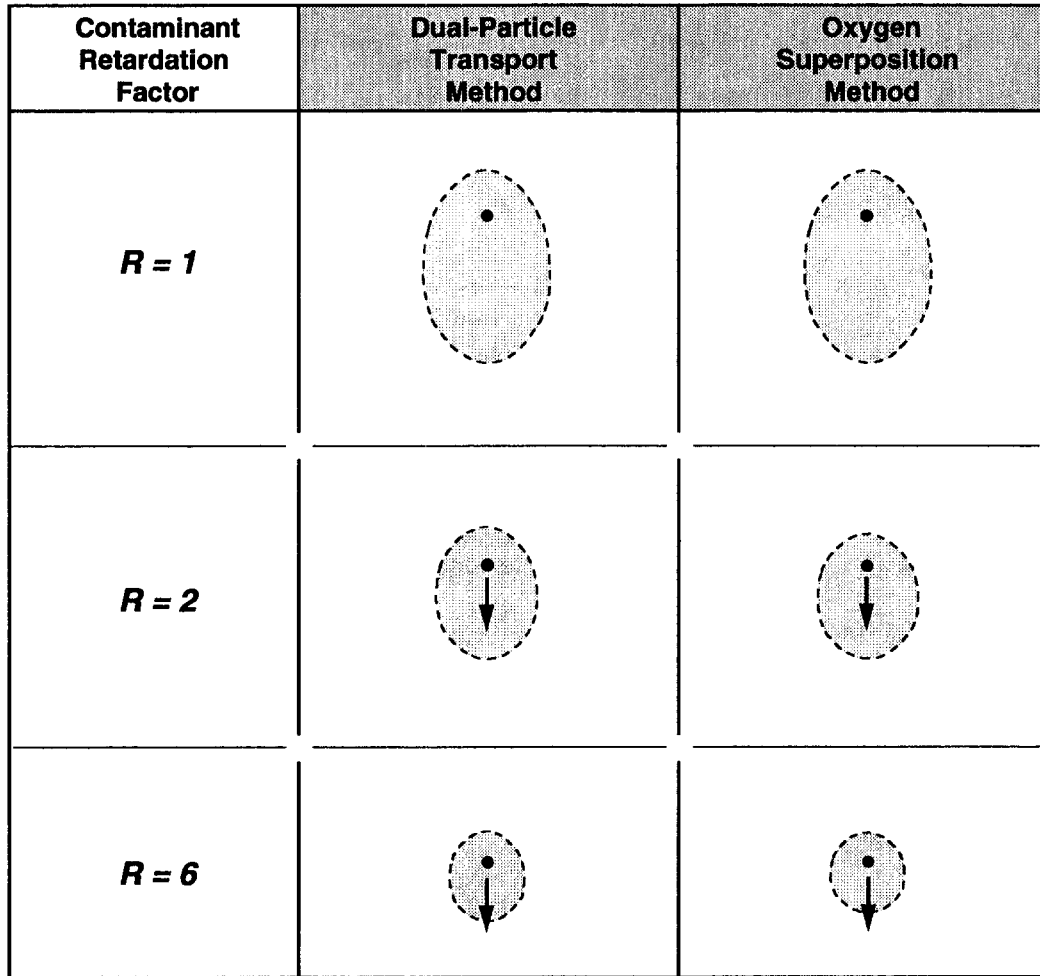 Contaminant
Retardation
Factor
Dual-Particle
Transport
Method
Oxygen
Superposition
Method
R = 1
R = 2
R = 6